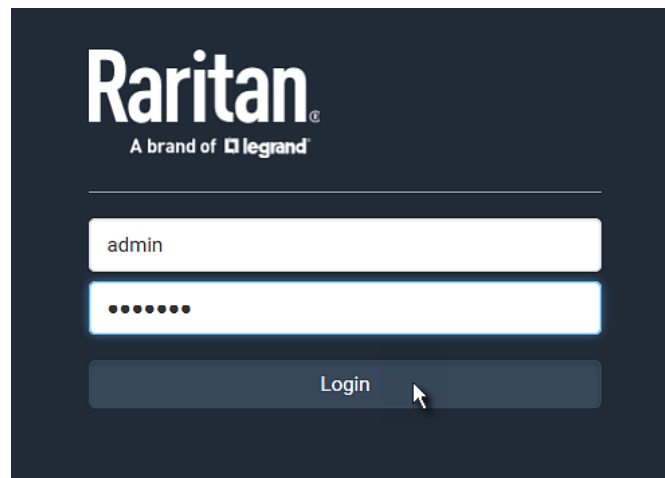 Raritan®
A brand of legrand®
admin
•••••••
Login